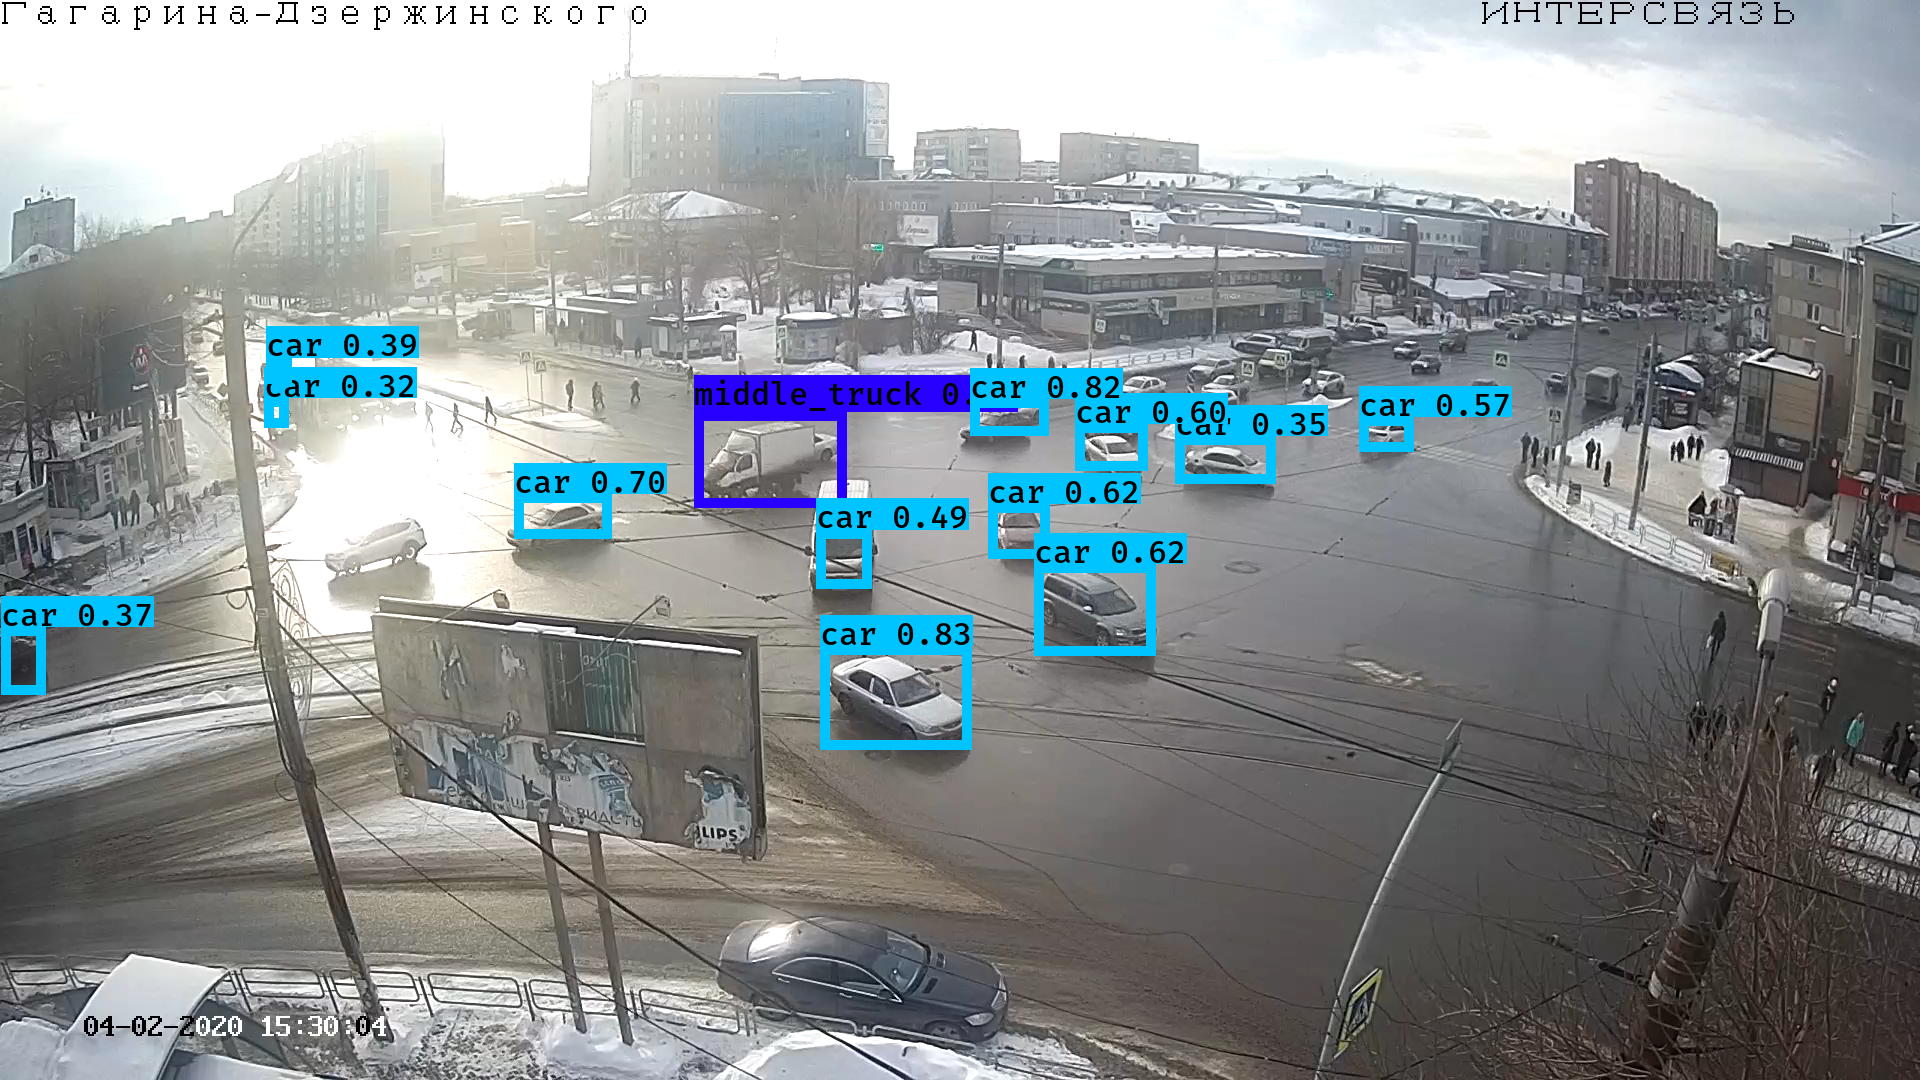 Гагарина-Дзержинского
ИНТЕРСВЯЗЬ
car 0.39
car 0.32
middle_truck 0.
car 0.82
car 0.60
car 0.35
car 0.57
car 0.70
car 0.49
car 0.62
car 0.62
car 0.37
car 0.83
ВИДАСТЬ
LIPS
04-02-2020 15:30:04